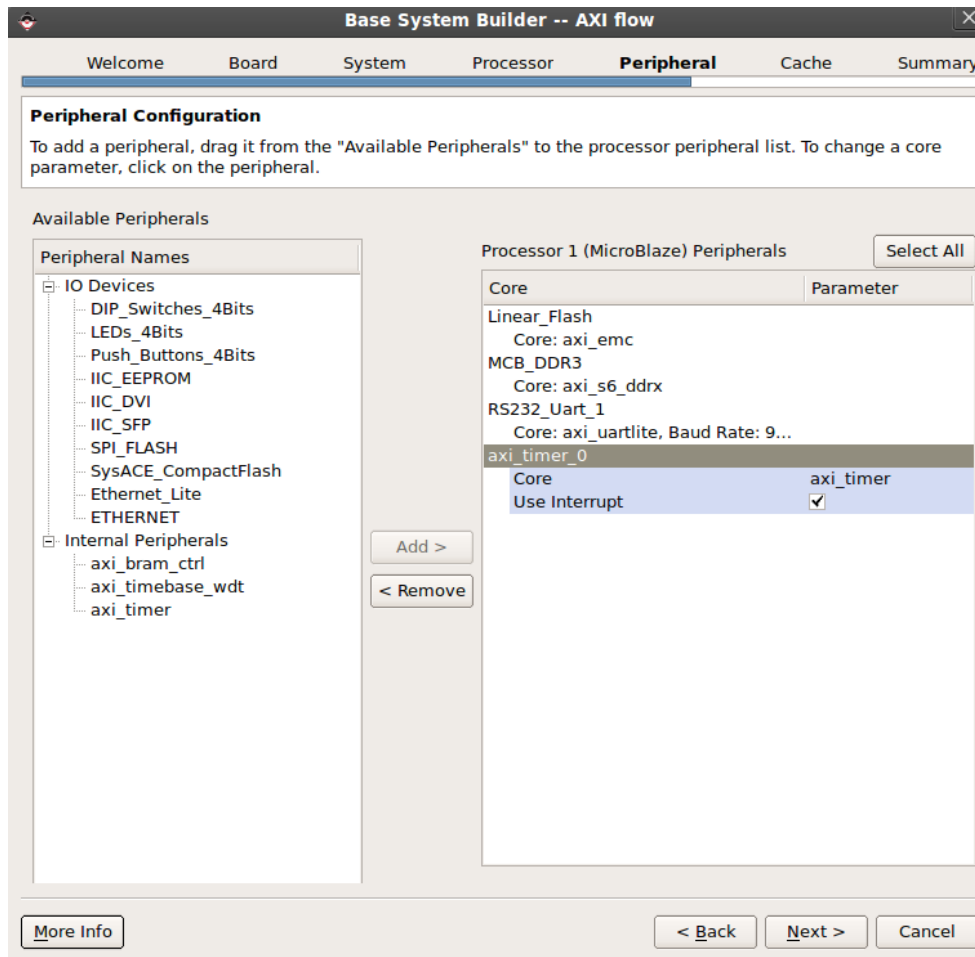 Base System Builder -- AXI flow
Welcome Board System Processor Peripheral Cache Summary
Peripheral Configuration
To add a peripheral, drag it from the "Available Peripherals" to the processor peripheral list. To change a core
parameter, click on the peripheral.
Available Peripherals
Peripheral Names
IO Devices
DIP_Switches_4Bits
LEDs_4Bits
Push_Buttons_4Bits
IIC_EEPROM
IIC_DVI
IIC_SFP
SPI_FLASH
SysACE_CompactFlash
Ethernet_Lite
ETHERNET
Internal Peripherals
axi_bram_ctrl
axi_timebase_wdt
axi_timer
Add >
< Remove
Processor 1 (MicroBlaze) Peripherals
Select All
Core Parameter
Linear_Flash
Core: axi_emc
MCB_DDR3
Core: axi_s6_ddrx
RS232_Uart_1
Core: axi_uartlite, Baud Rate: 9...
axi_timer_0
Core axi_timer
Use Interrupt
More Info
< Back
Next >
Cancel